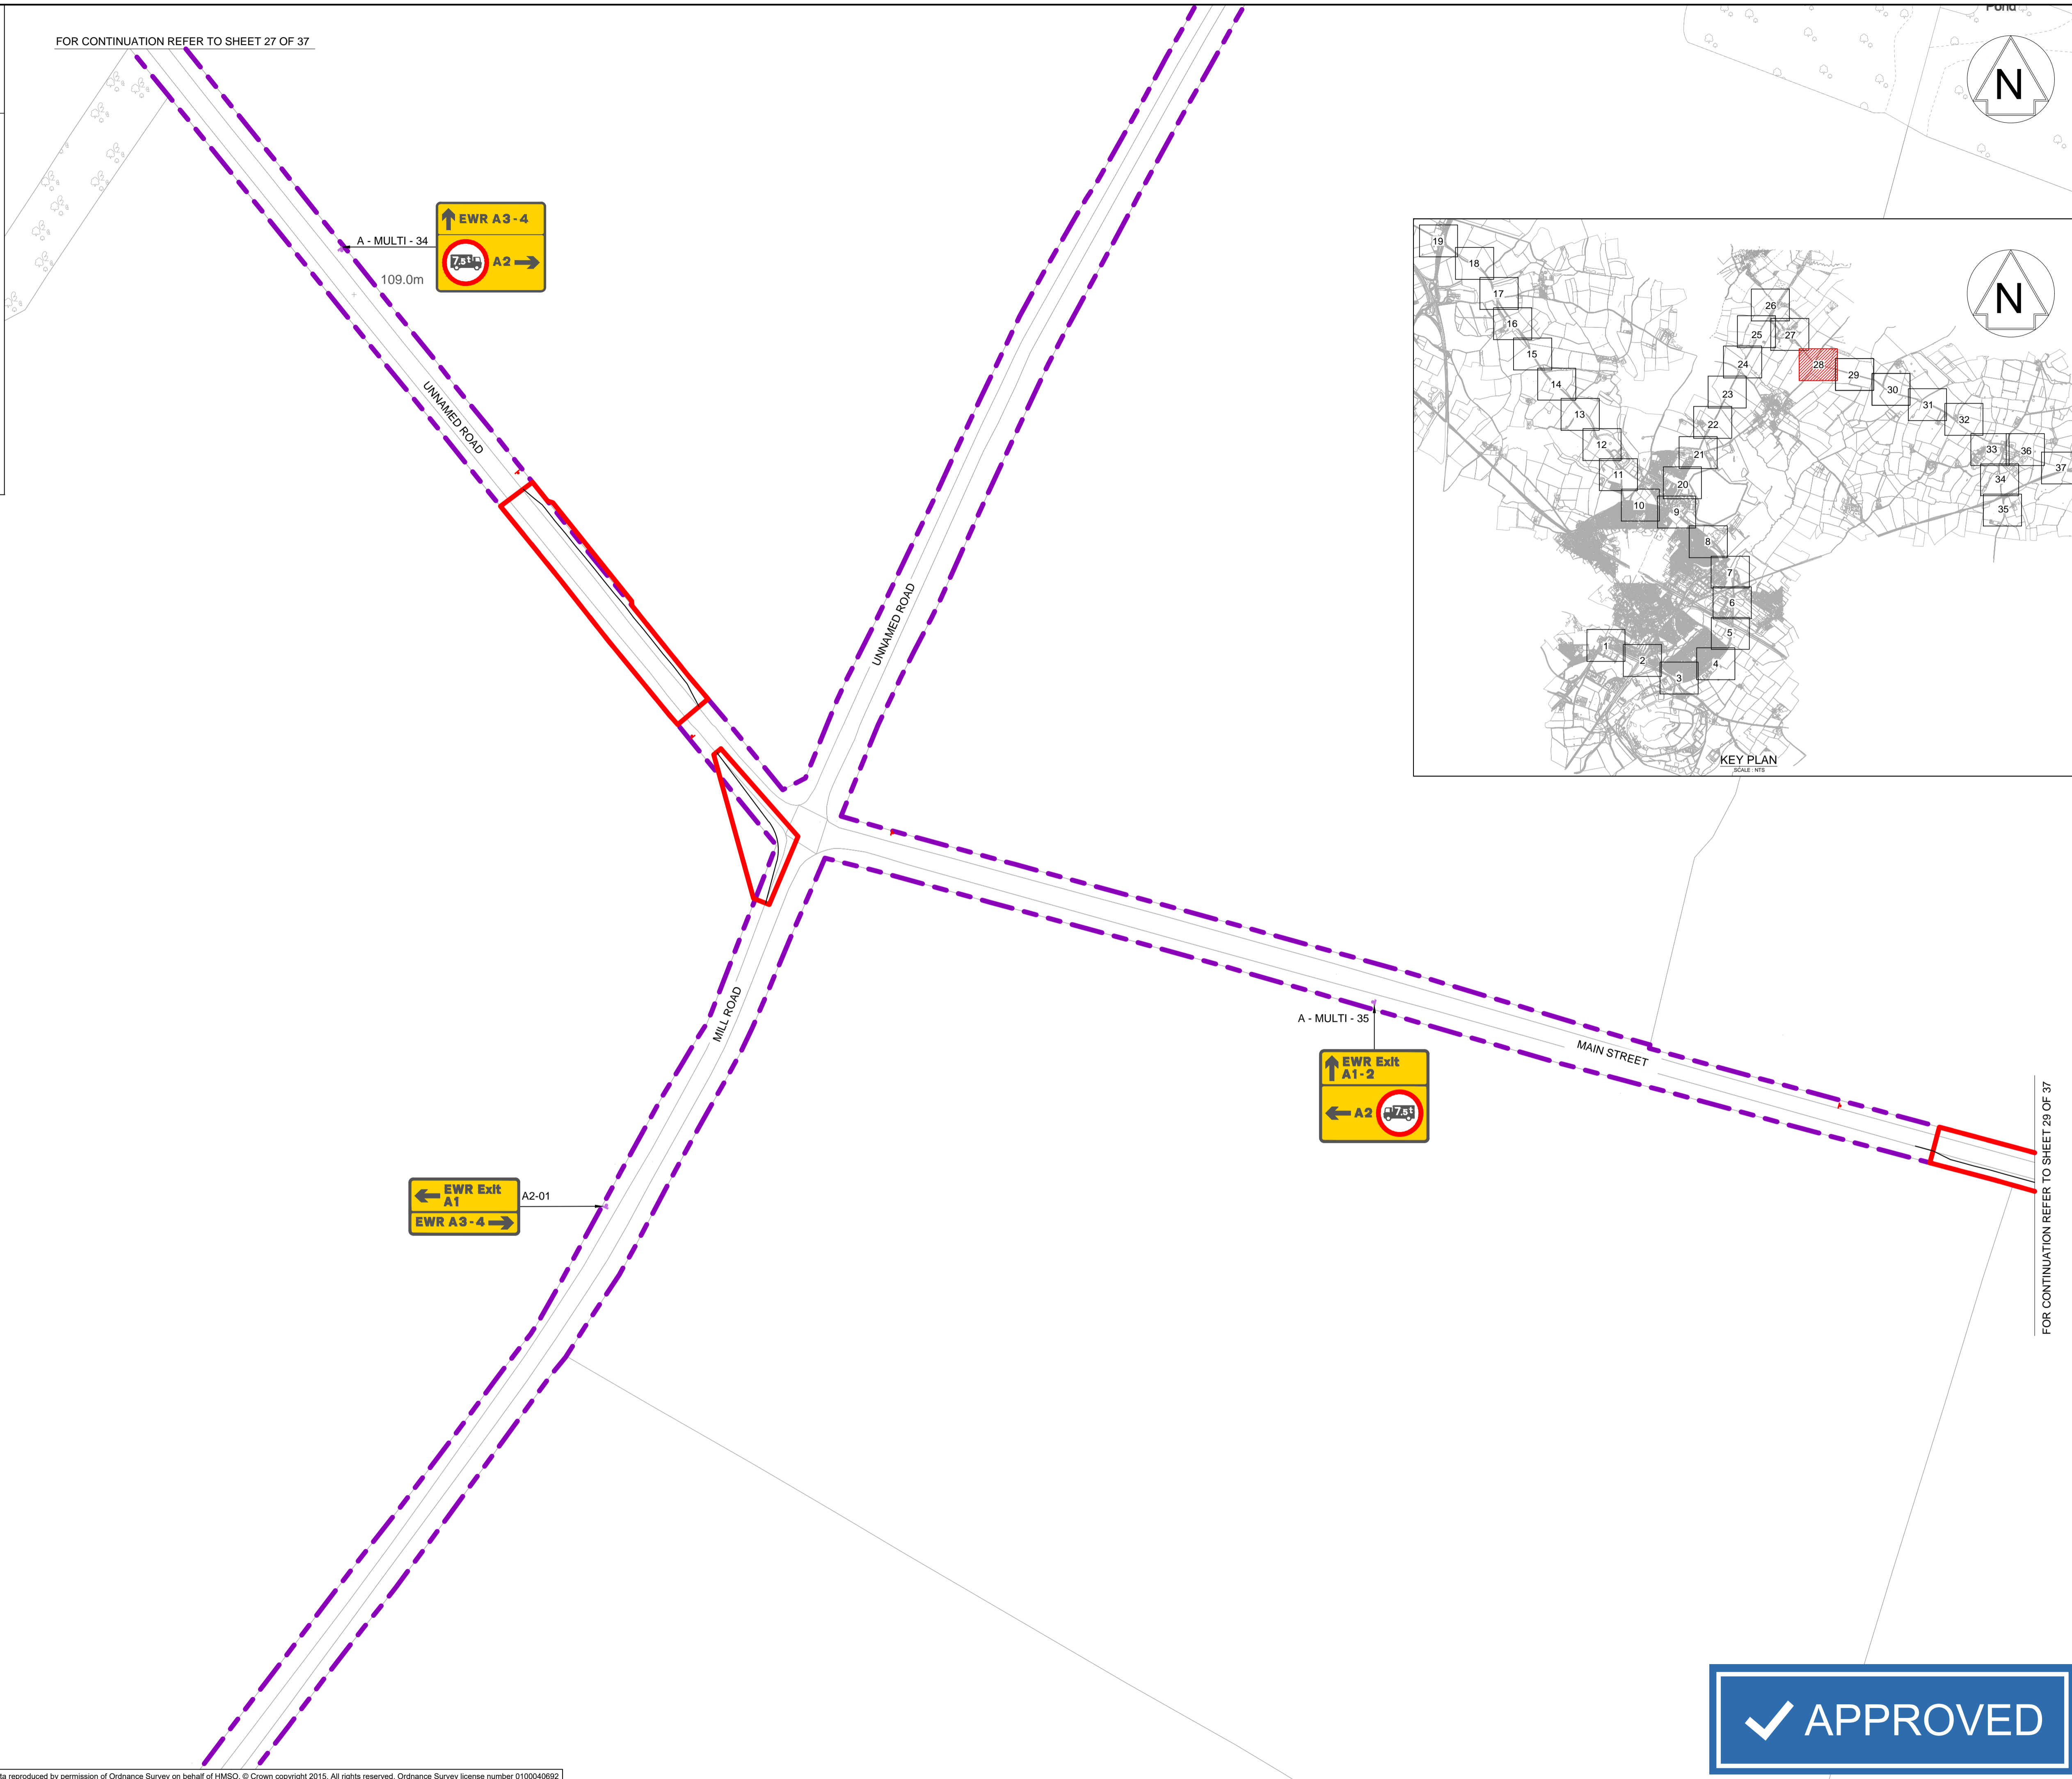 Pond
FOR CONTINUATION REFER TO SHEET 27 OF 37
N
A - MULTI - 34
EWR A3-4
7.5t
A2
109.0m
UNNAMED ROAD
UNNAMED ROAD
N
19
18
17
16
15
14
13
12
11
10
9
8
7
6
5
4
3
2
1
20
21
22
23
24
25
26
27
28
29
30
31
32
33
36
37
34
35
KEY PLAN
SCALE : NTS
MILL ROAD
A - MULTI - 35
EWR Exit
A1-2
A2
7.5t
MAIN STREET
FOR CONTINUATION REFER TO SHEET 29 OF 37
EWR Exit
A1
EWR A3-4
A2-01
APPROVED
ta reproduced by permission of Ordnance Survey on behalf of HMSO. © Crown copyright 2015. All rights reserved. Ordnance Survey license number 0100040692